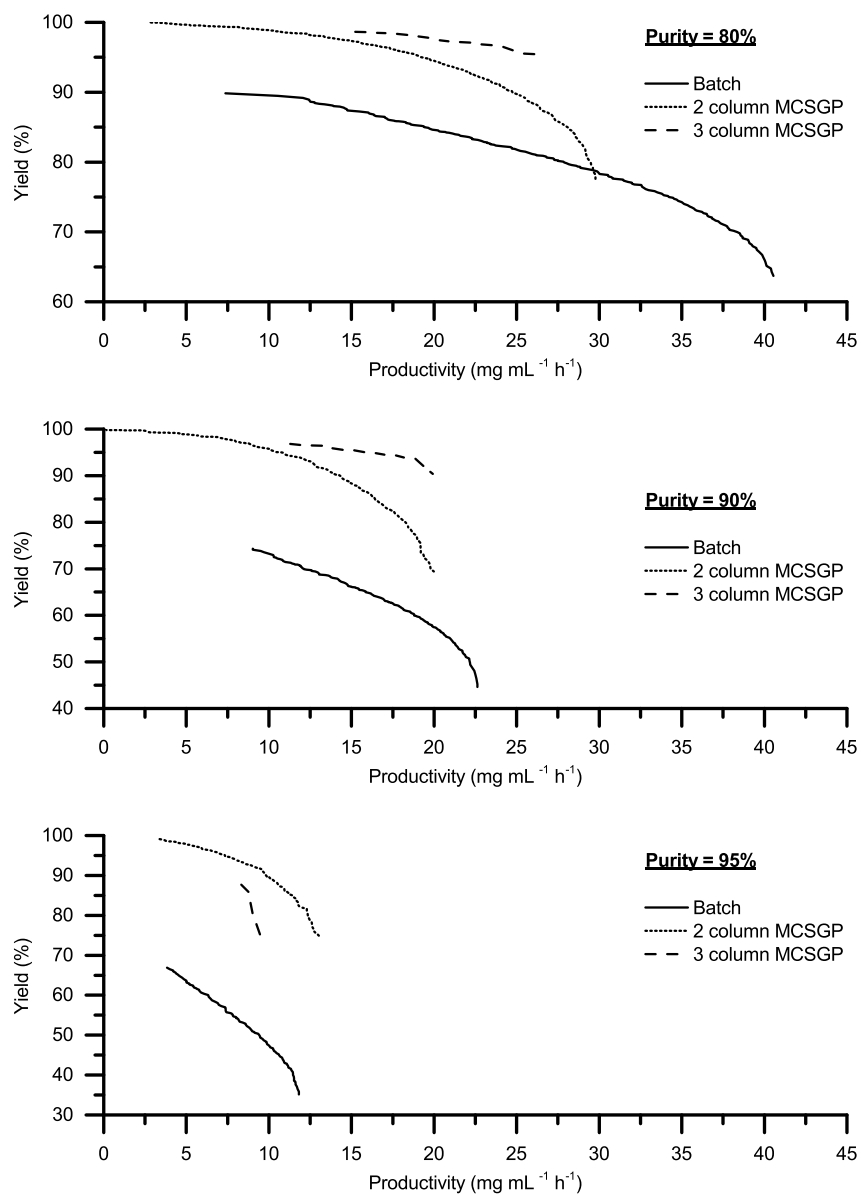 100
90
80
70
60
Yield (%)
0 5 10 15 20 25 30 35 40 45
Productivity (mg mL -1 h-1)
Purity = 80%
Batch
2 column MCSGP
3 column MCSGP
100
90
80
70
60
50
40
Yield (%)
0 5 10 15 20 25 30 35 40 45
Productivity (mg mL -1 h-1)
Purity = 90%
Batch
2 column MCSGP
3 column MCSGP
100
90
80
70
60
50
40
30
Yield (%)
0 5 10 15 20 25 30 35 40 45
Productivity (mg mL -1 h-1)
Purity = 95%
Batch
2 column MCSGP
3 column MCSGP